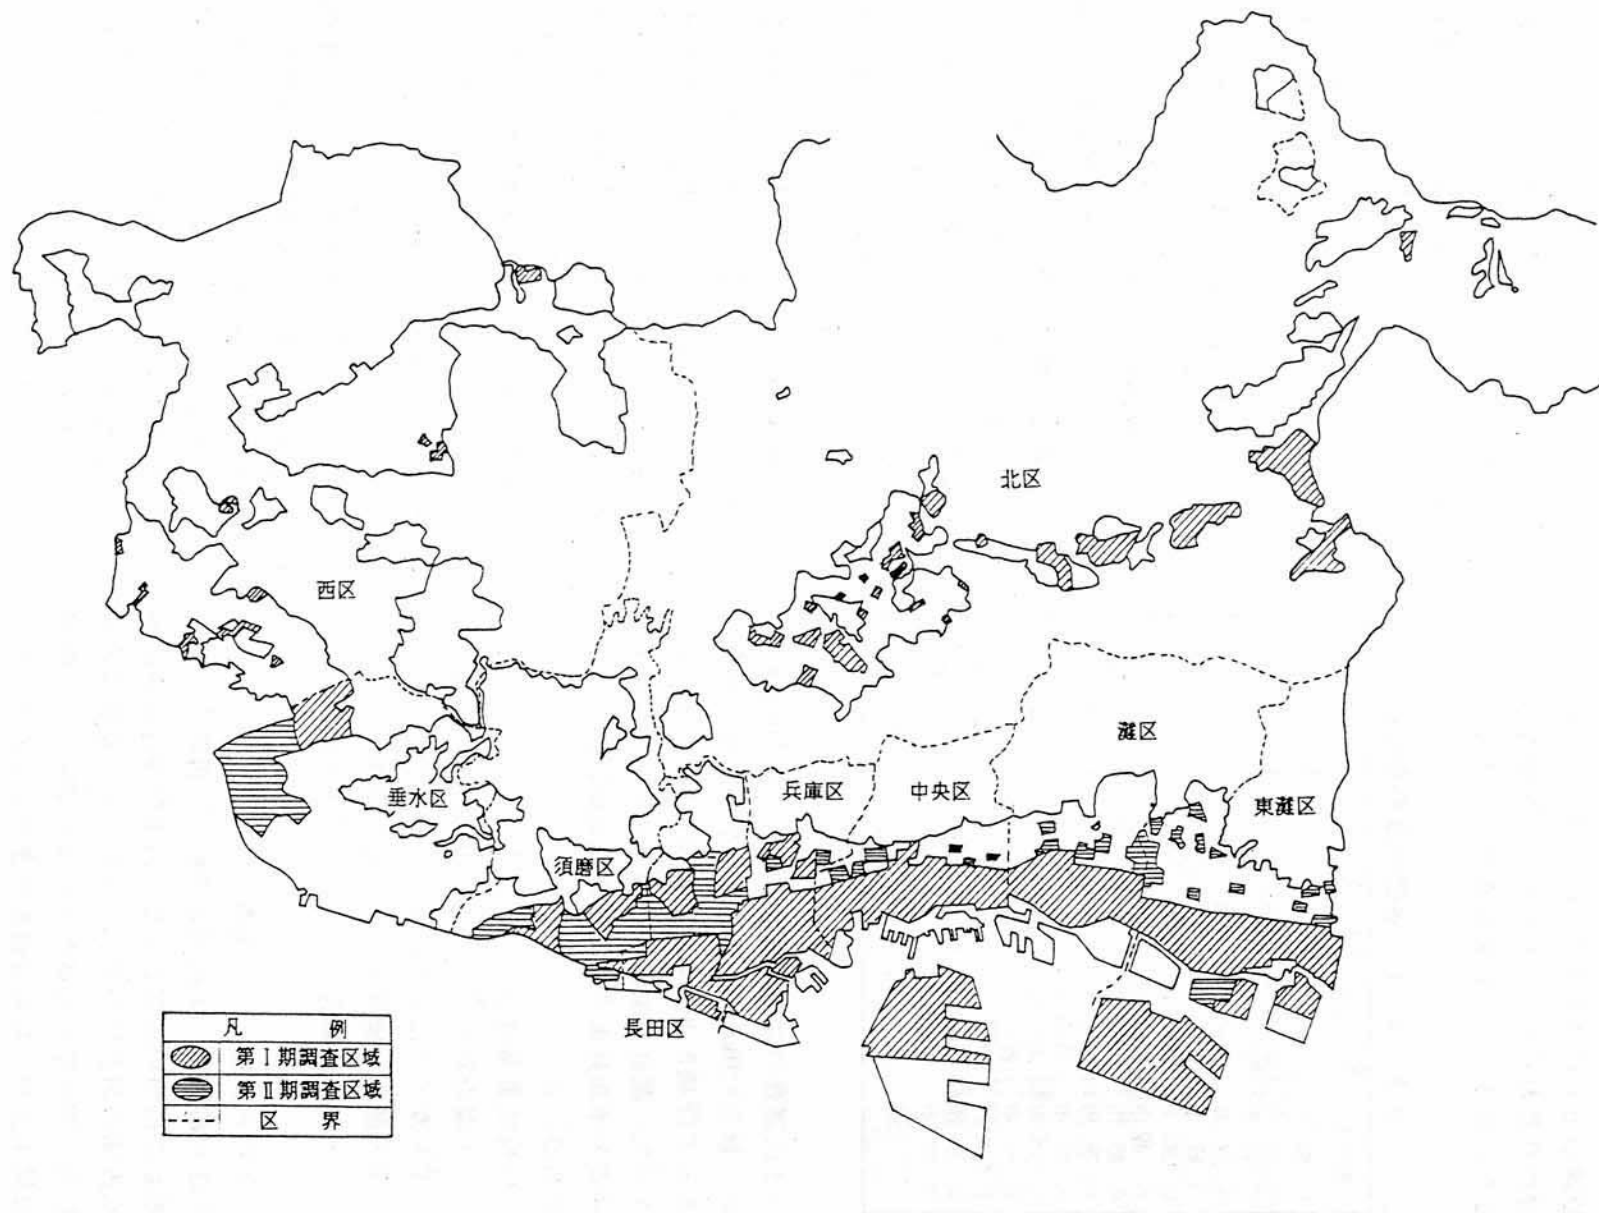 北区
西区
灘区
兵庫区
中央区
垂水区
東灘区
須磨区
長田区
凡 例
第Ⅰ期調査区域
第Ⅱ期調査区域
区 界